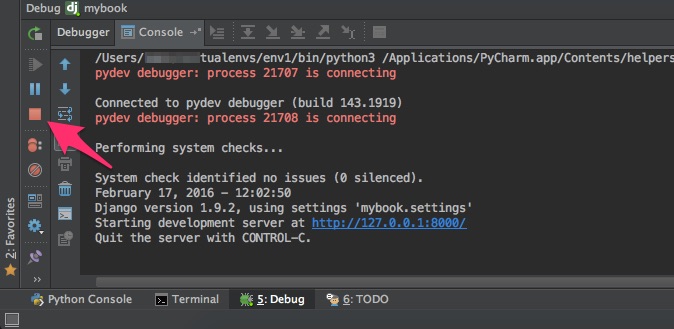 Debug dj mybook
Debugger Console
/Users/ tualenvs/env1/bin/python3 /Applications/PyCharm.app/Contents/helpers
pydev debugger: process 21707 is connecting
Connected to pydev debugger (build 143.1919)
pydev debugger: process 21708 is connecting
Performing system checks...
System check identified no issues (0 silenced).
February 17, 2016 - 12:02:50
Django version 1.9.2, using settings 'mybook.settings'
Starting development server at http://127.0.0.1:8000/
Quit the server with CONTROL-C.
2: Favorites
Python Console Terminal 5: Debug 6: TODO